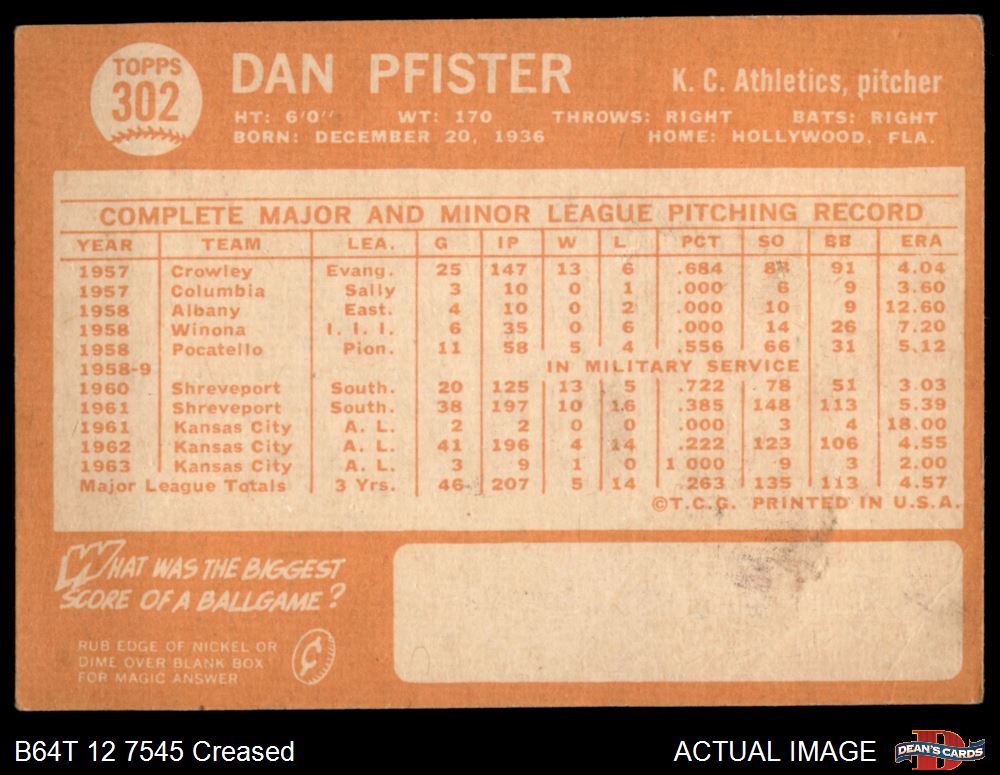 TOPPS
302
DAN PFISTER
K. C. Athletics, pitcher
HT: 6'0" WT: 170 THROWS: RIGHT BATS: RIGHT
BORN: DECEMBER 20, 1936 HOME: HOLLYWOOD, FLA.
COMPLETE MAJOR AND MINOR LEAGUE PITCHING RECORD
YEAR TEAM LEA. G IP W L PCT SO BB ERA
1957 Crowley Evang. 25 147 13 6 .684 91 4.04
1957 Columbia Sally 3 10 0 1 .000 6 9 3.60
1958 Albany East. 4 10 0 2 .000 10 9 12.60
1958 Winona I. I. I. 6 35 0 6 .000 14 26 7.20
1958 Pocatello Pion. 11 58 5 4 .556 66 31 5.12
1958-9 IN MILITARY SERVICE
1960 Shreveport South. 20 125 13 5 .722 78 51 3.03
1961 Shreveport South. 38 197 10 16 .385 148 113 5.39
1961 Kansas City A. L. 2 2 0 0 .000 3 4 18.00
1962 Kansas City A. L. 41 196 4 14 .222 123 106 4.55
1963 Kansas City A. L. 3 9 1 0 1 000 9 3 2.00
Major League Totals 3 Yrs. 46 207 5 14 .263 135 113 4.57
©T.C.G. PRINTED IN U.S.A.
WHAT WAS THE BIGGEST
SCORE OF A BALLGAME?
RUB EDGE OF NICKEL OR
DIME OVER BLANK BOX
FOR MAGIC ANSWER
¢
B64T 12 7545 Creased
ACTUAL IMAGE
D
DEAN'S CARDS